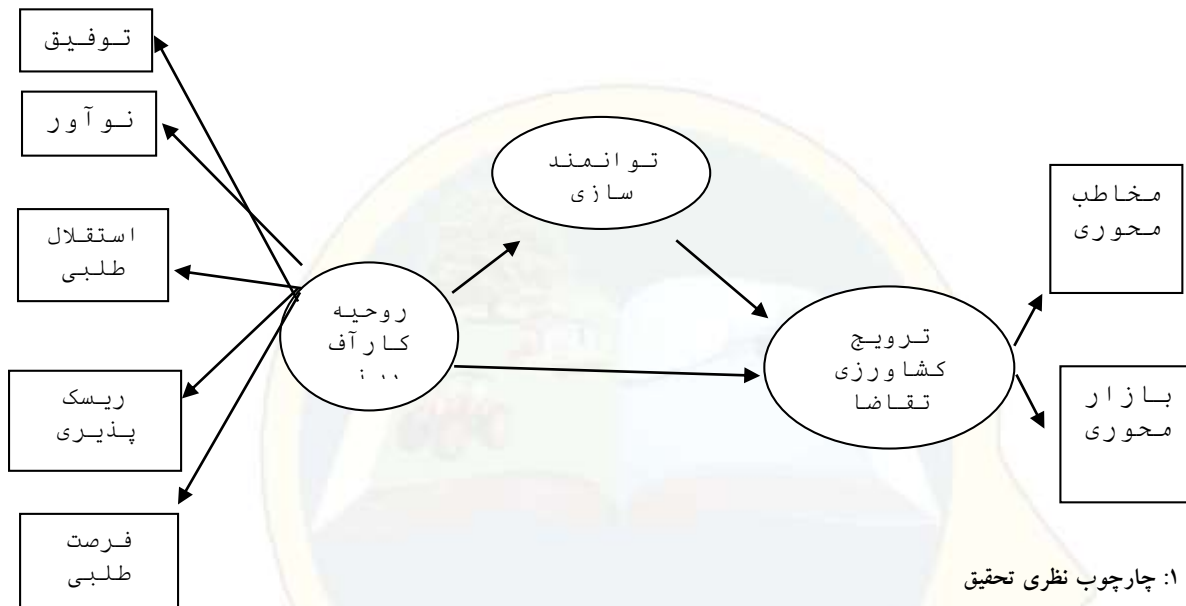 توفیق
نوآور
استقلال
طلبی
ریسک
پذیری
فرصت
طلبی
روحیه
کارآف
توانمند
سازی
ترویج
کشاورزی
تقاضا
مخاطب
محوری
بازار
محوری
۱: چارچوب نظری تحقیق